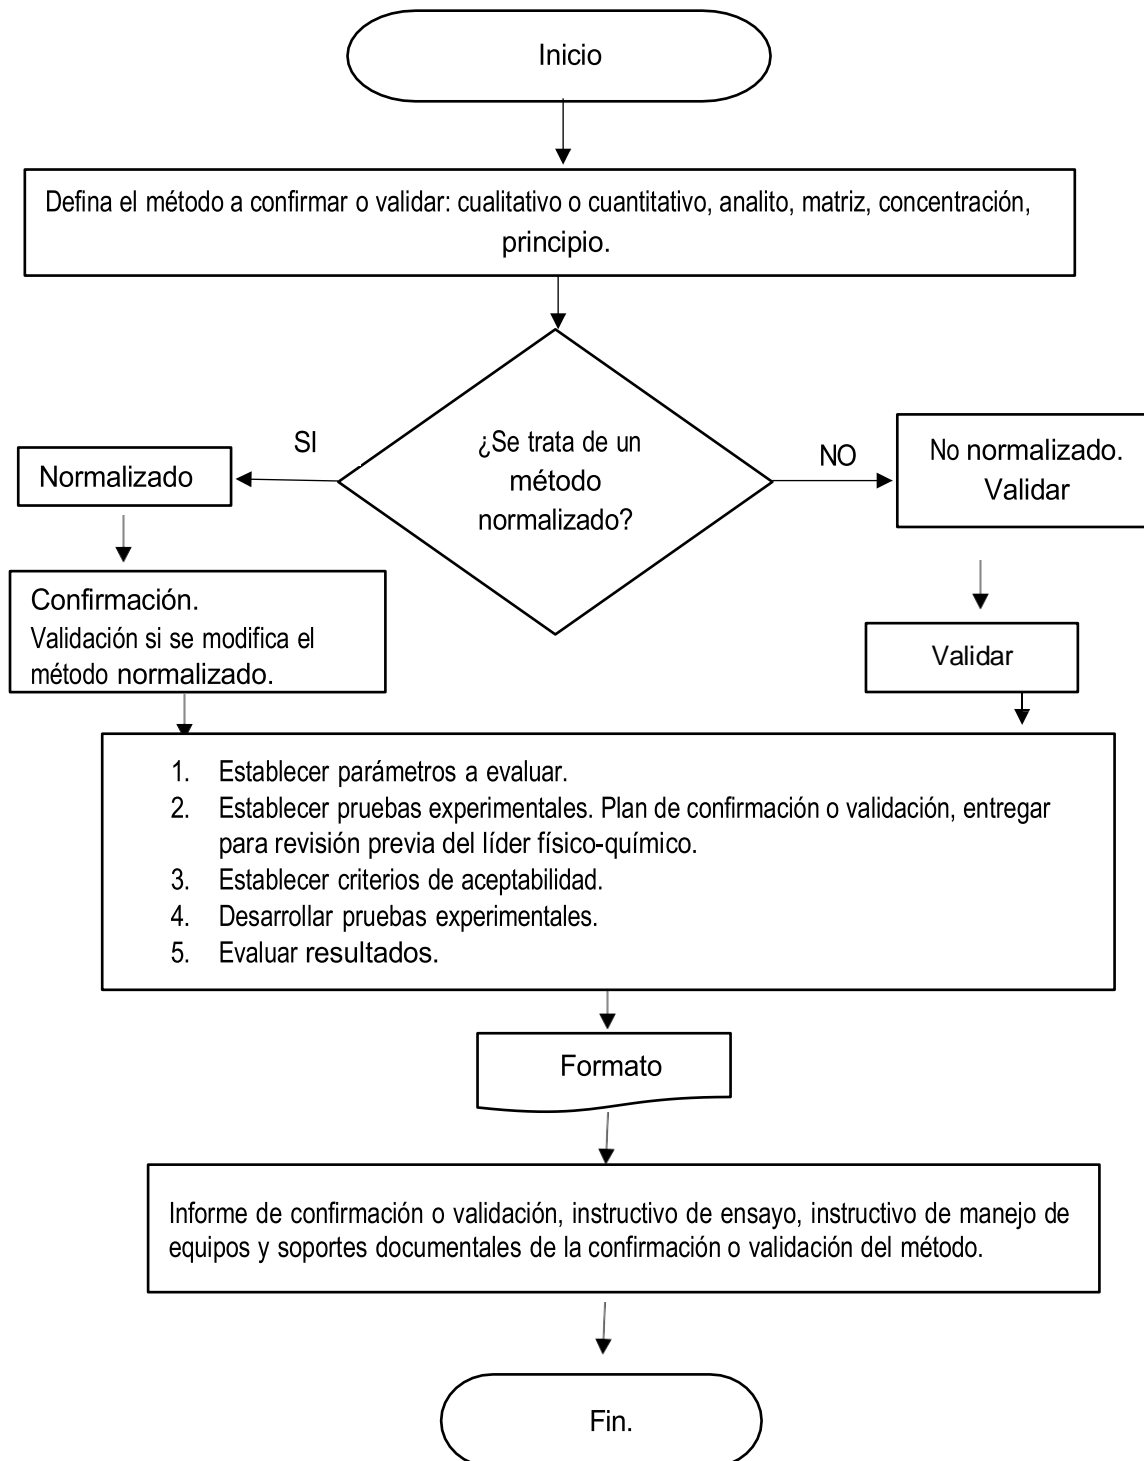 Inicio
Defina el método a confirmar o validar: cualitativo o cuantitativo, analito, matriz, concentración,
principio.
¿Se trata de un
método
normalizado?
SI
NO
Normalizado
No normalizado.
Validar
Confirmación.
Validación si se modifica el
método normalizado.
Validar
1. Establecer parámetros a evaluar.
2. Establecer pruebas experimentales. Plan de confirmación o validación, entregar
para revisión previa del líder físico-químico.
3. Establecer criterios de aceptabilidad.
4. Desarrollar pruebas experimentales.
5. Evaluar resultados.
Formato
Informe de confirmación o validación, instructivo de ensayo, instructivo de manejo de
equipos y soportes documentales de la confirmación o validación del método.
Fin.